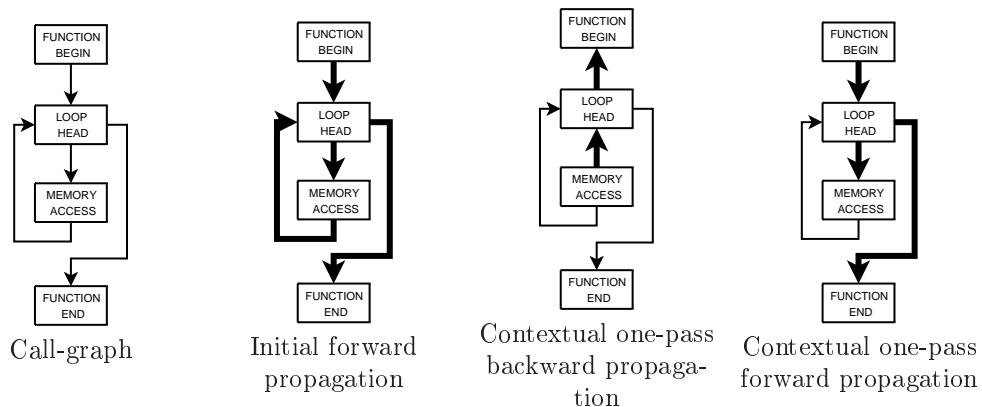 FUNCTION
BEGIN
LOOP
HEAD
MEMORY
ACCESS
FUNCTION
END
Call-graph
FUNCTION
BEGIN
LOOP
HEAD
MEMORY
ACCESS
FUNCTION
END
Initial forward
propagation
FUNCTION
BEGIN
LOOP
HEAD
MEMORY
ACCESS
FUNCTION
END
Contextual one-pass
backward propaga-
tion
FUNCTION
BEGIN
LOOP
HEAD
MEMORY
ACCESS
FUNCTION
END
Contextual one-pass
forward propagation